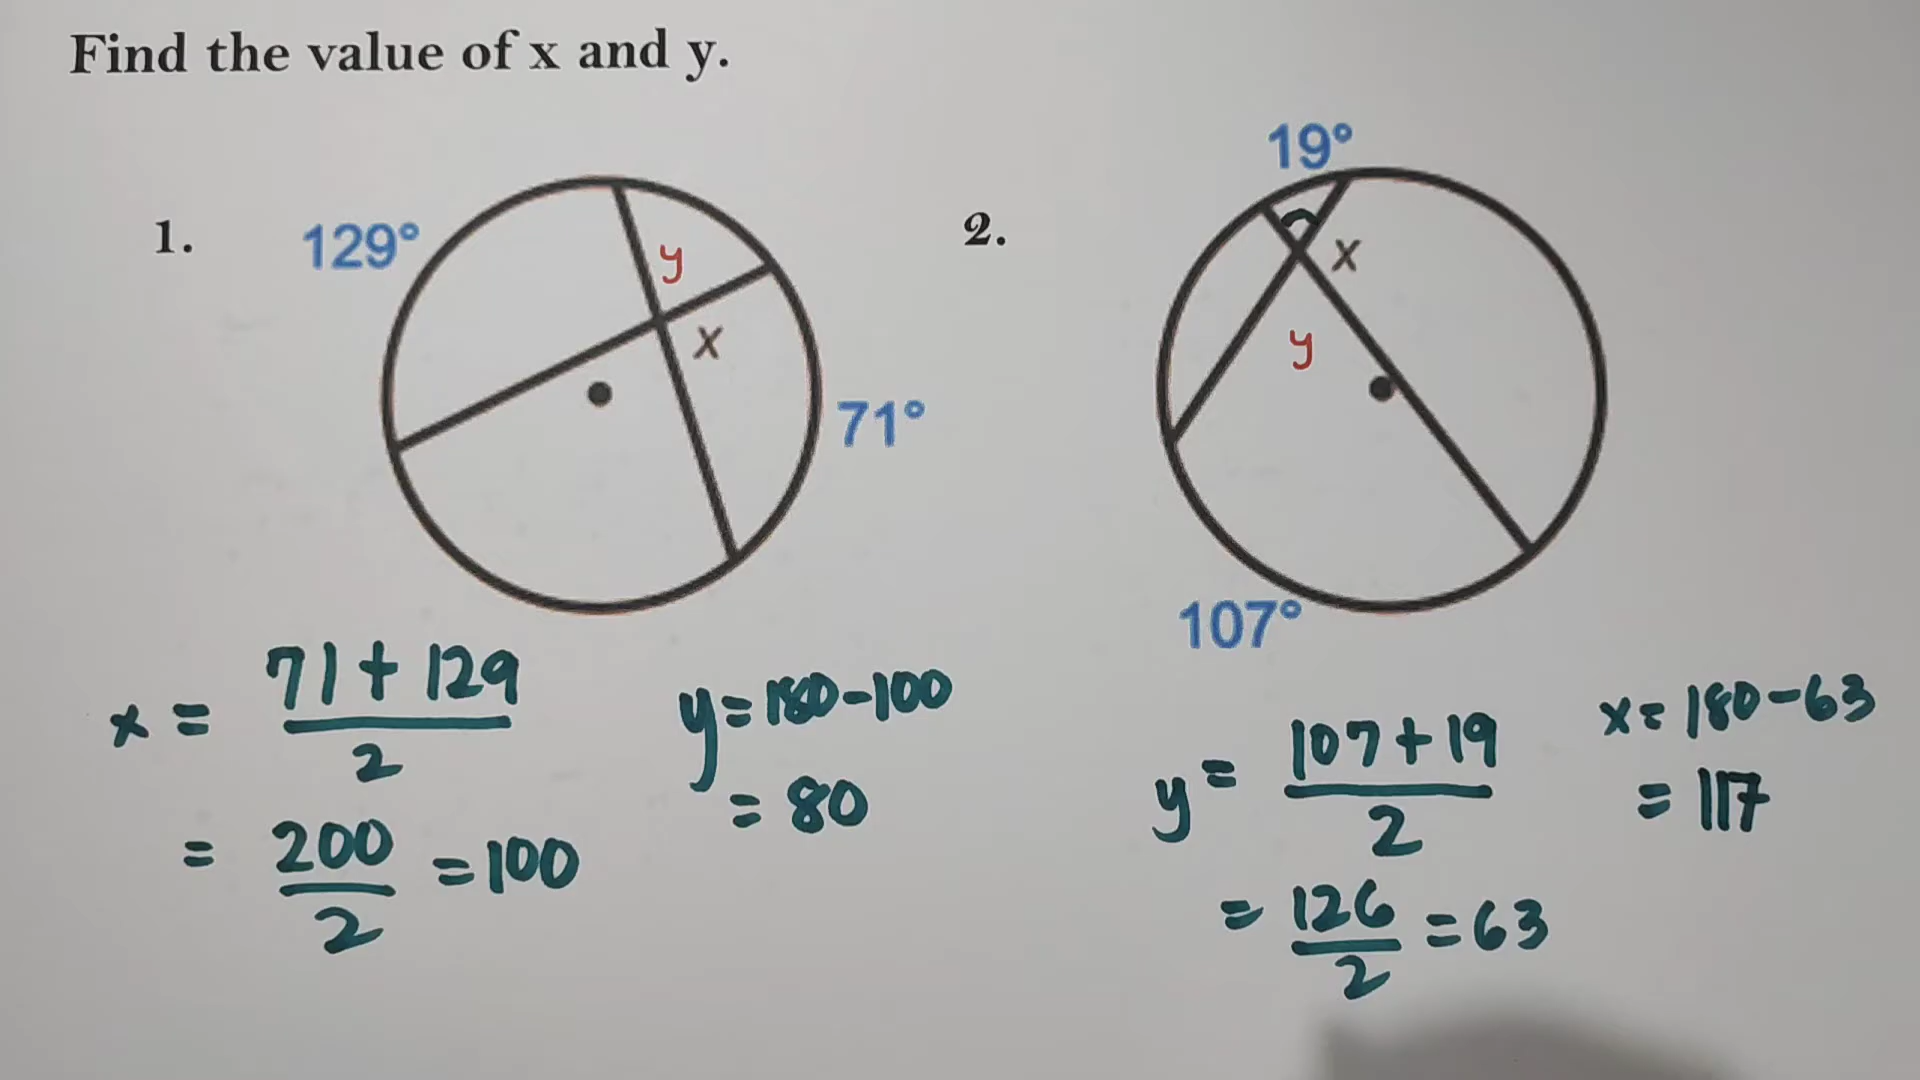 Find the value of x and y.
1.
129°
y
x
71°
2.
19°
x
y
107°
x = 71 + 129
2
= 200
2
= 100
y = 180 - 100
= 80
y = 107 + 19
2
= 126
2
= 63
x = 180 - 63
= 117